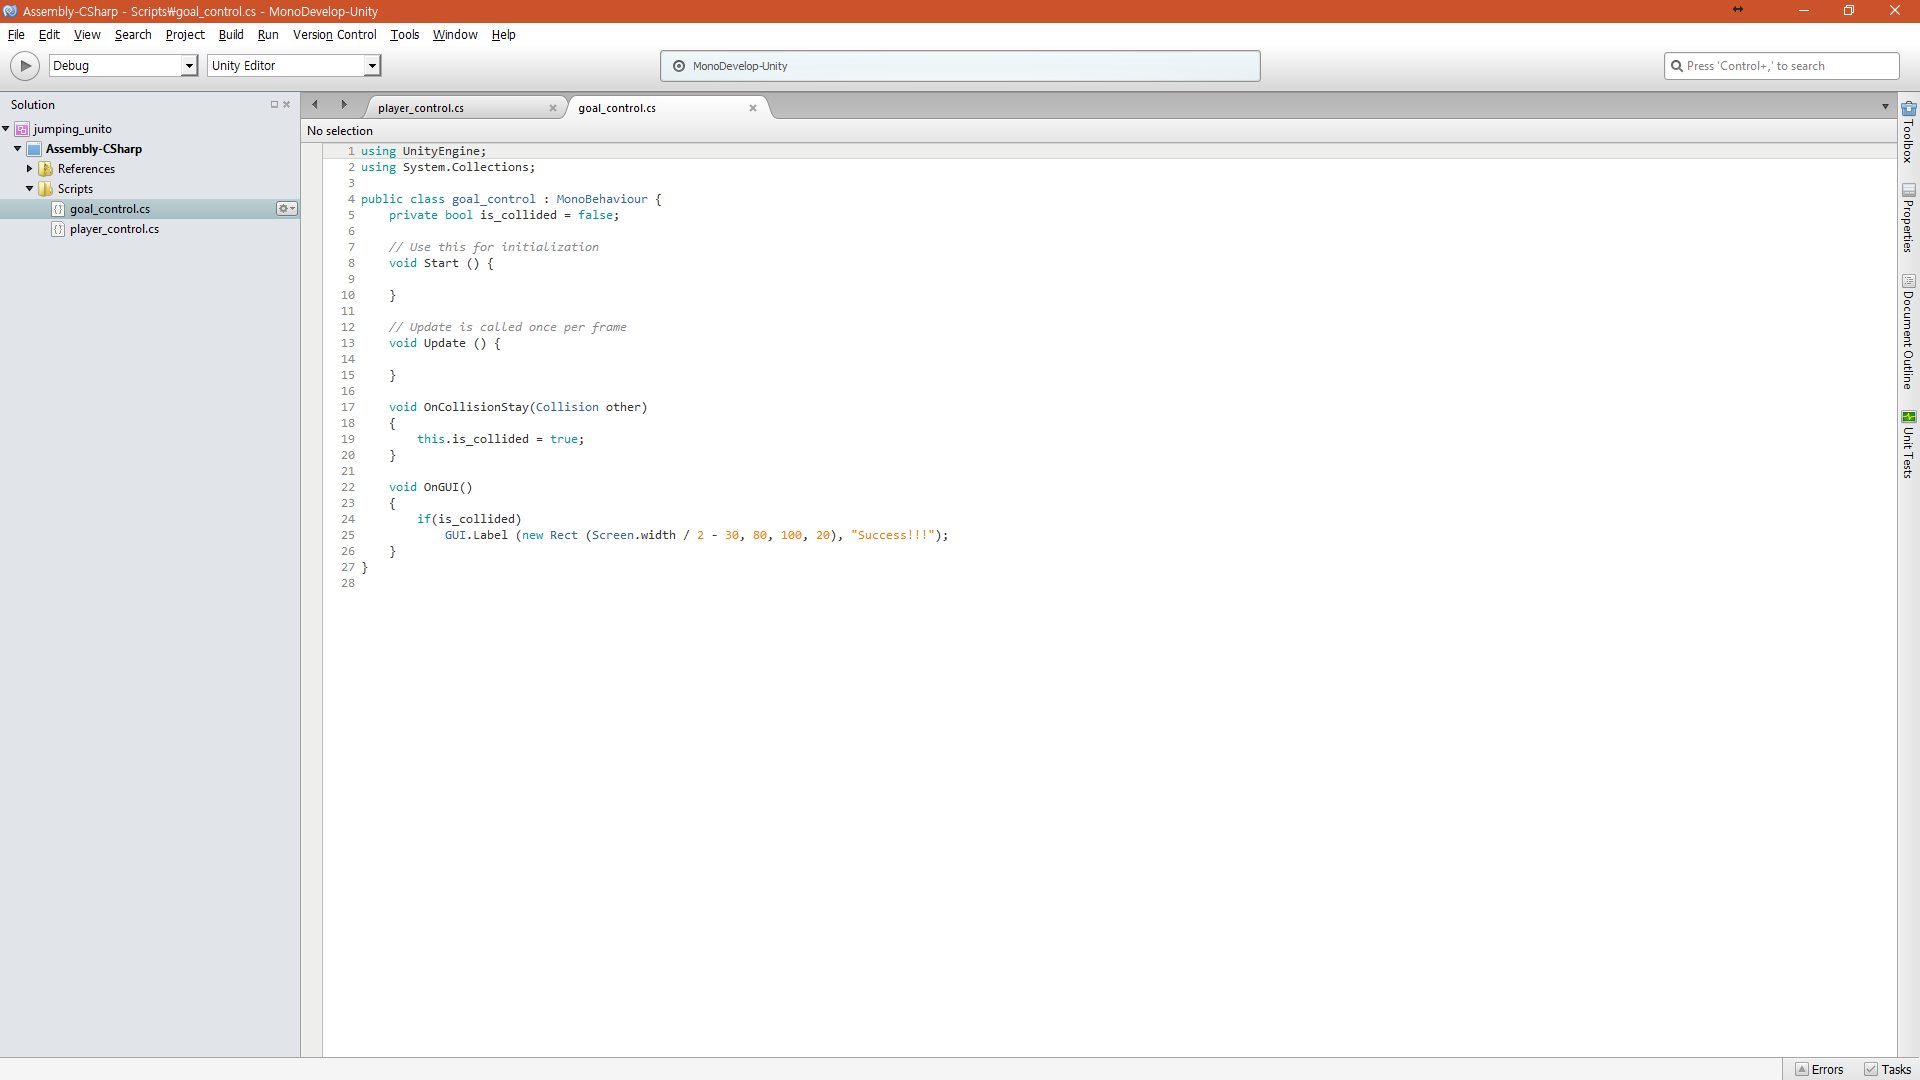 Assembly-CSharp - Scripts₩goal_control.cs - MonoDevelop-Unity
File Edit View Search Project Build Run Version Control Tools Window Help
Debug Unity Editor MonoDevelop-Unity Press 'Control+,' to search
Solution
jumping_unito
Assembly-CSharp
References
Scripts
goal_control.cs
player_control.cs
player_control.cs goal_control.cs
No selection
1 using UnityEngine;
2 using System.Collections;
3
4 public class goal_control : MonoBehaviour {
5 private bool is_collided = false;
6
7 // Use this for initialization
8 void Start () {
9
10 }
11
12 // Update is called once per frame
13 void Update () {
14
15 }
16
17 void OnCollisionStay(Collision other)
18 {
19 this.is_collided = true;
20 }
21
22 void OnGUI()
23 {
24 if(is_collided)
25 GUI.Label (new Rect (Screen.width / 2 - 30, 80, 100, 20), "Success!!!");
26 }
27 }
28
Toolbox
Properties
Document Outline
Unit Tests
Errors Tasks